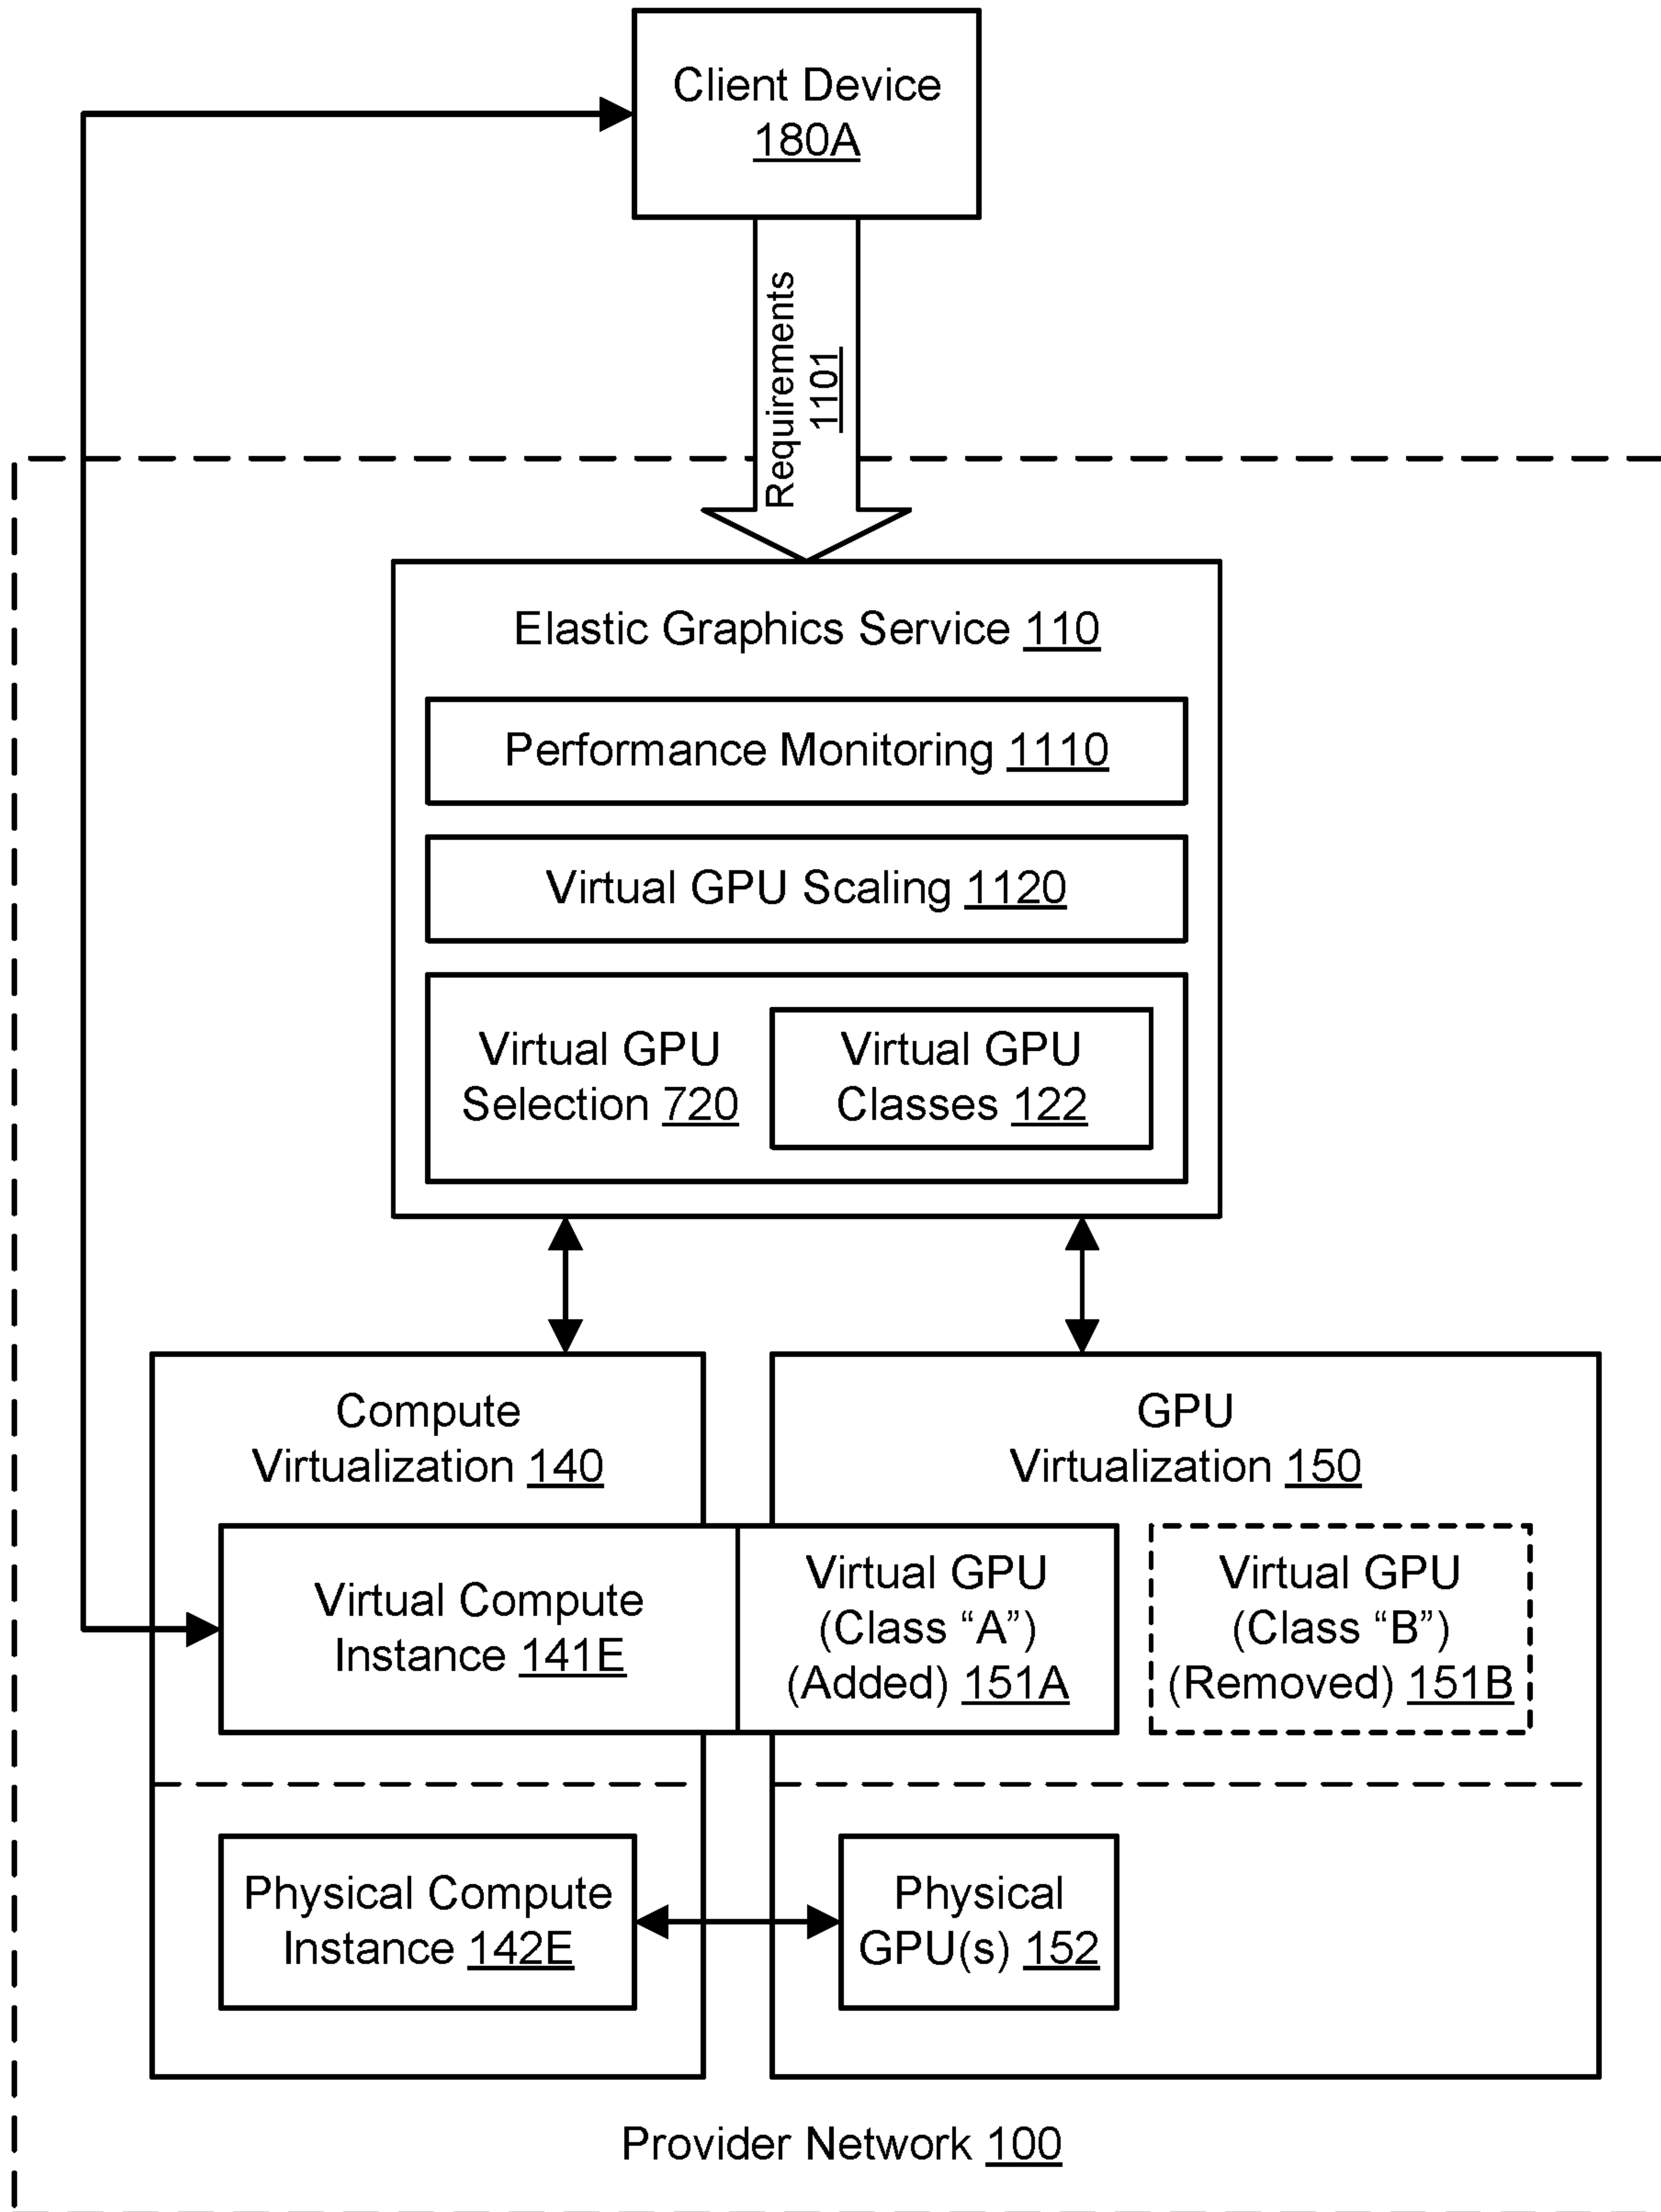 Client Device
180A
Requirements
1101
Elastic Graphics Service 110
Performance Monitoring 1110
Virtual GPU Scaling 1120
Virtual GPU
Selection 720
Virtual GPU
Classes 122
Compute
Virtualization 140
GPU
Virtualization 150
Virtual Compute
Instance 141E
Virtual GPU
(Class “A”)
(Added) 151A
Virtual GPU
(Class “B”)
(Removed) 151B
Physical Compute
Instance 142E
Physical
GPU(s) 152
Provider Network 100